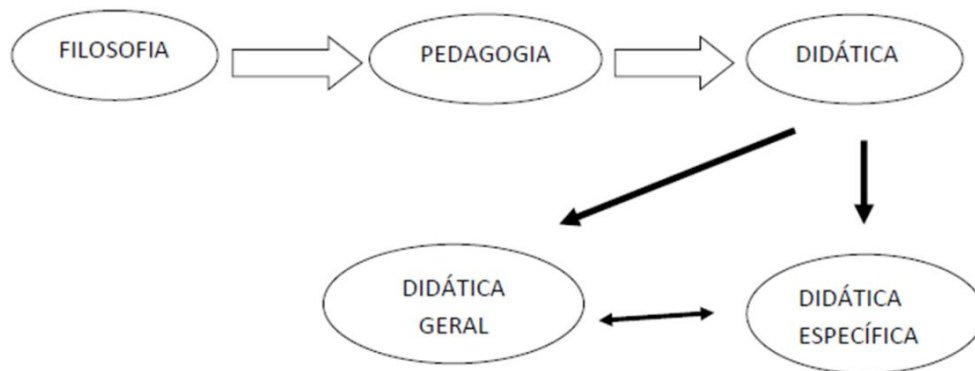 FILOSOFIA
PEDAGOGIA
DIDÁTICA
DIDÁTICA
GERAL
DIDÁTICA
ESPECÍFICA